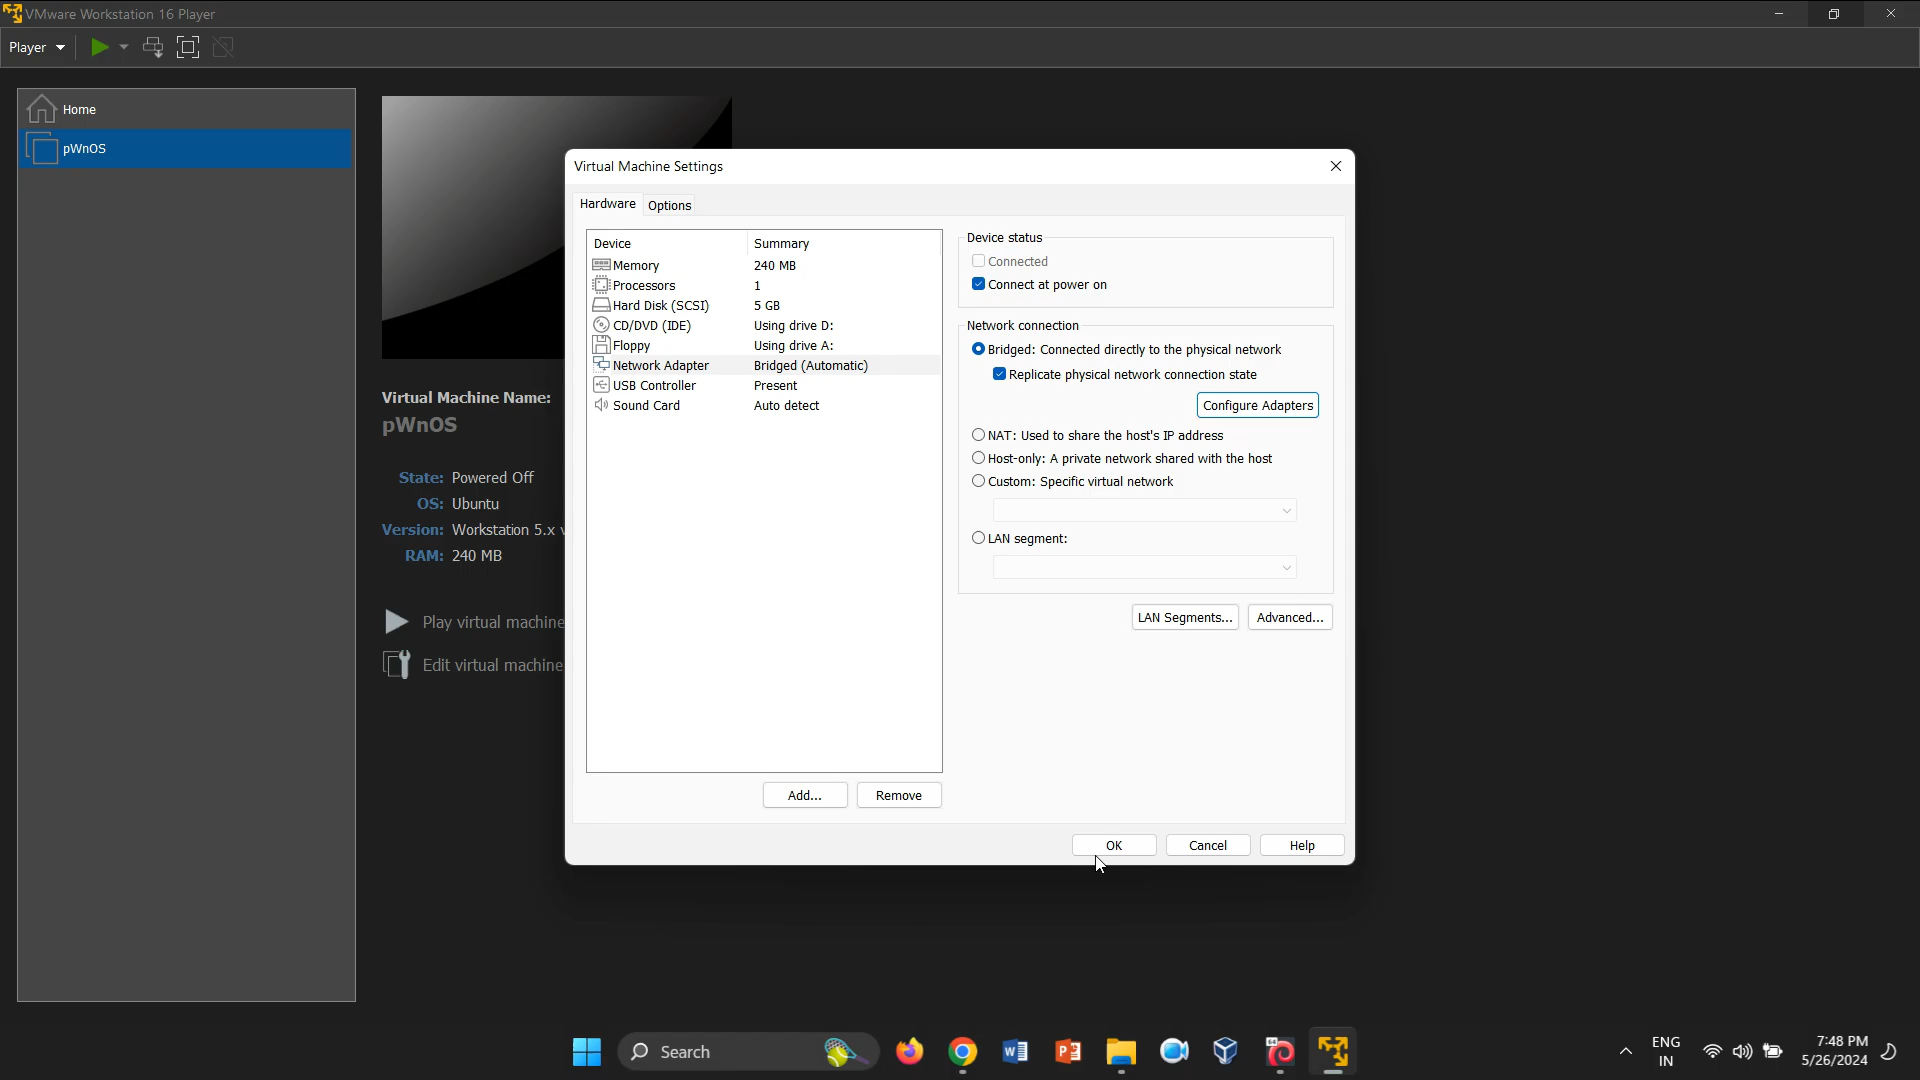 VMware Workstation 16 Player
Player
Home
pWnOS
Virtual Machine Name:
pWnOS
State: Powered Off
OS: Ubuntu
Version: Workstation 5.x v
RAM: 240 MB
Play virtual machine
Edit virtual machine
Virtual Machine Settings
Hardware Options
Device Summary
Memory 240 MB
Processors 1
Hard Disk (SCSI) 5 GB
CD/DVD (IDE) Using drive D:
Floppy Using drive A:
Network Adapter Bridged (Automatic)
USB Controller Present
Sound Card Auto detect
Add... Remove
Device status
Connected
Connect at power on
Network connection
Bridged: Connected directly to the physical network
Replicate physical network connection state
Configure Adapters
NAT: Used to share the host's IP address
Host-only: A private network shared with the host
Custom: Specific virtual network
LAN segment:
LAN Segments... Advanced...
OK Cancel Help
Search
ENG
IN
7:48 PM
5/26/2024